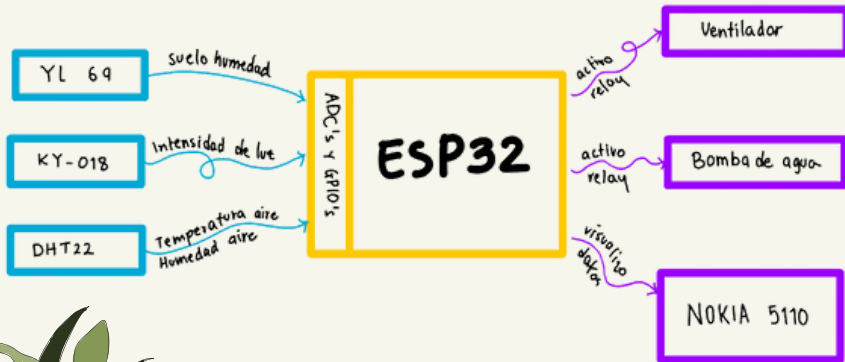 YL 69
suelo humedad
KY-018
Intensidad de luz
DHT22
Temperatura aire
Humedad aire
ADC's y GPIO's
ESP32
activo
relay
Ventilador
activo
relay
Bomba de agua
visualizo
datos
NOKIA 5110